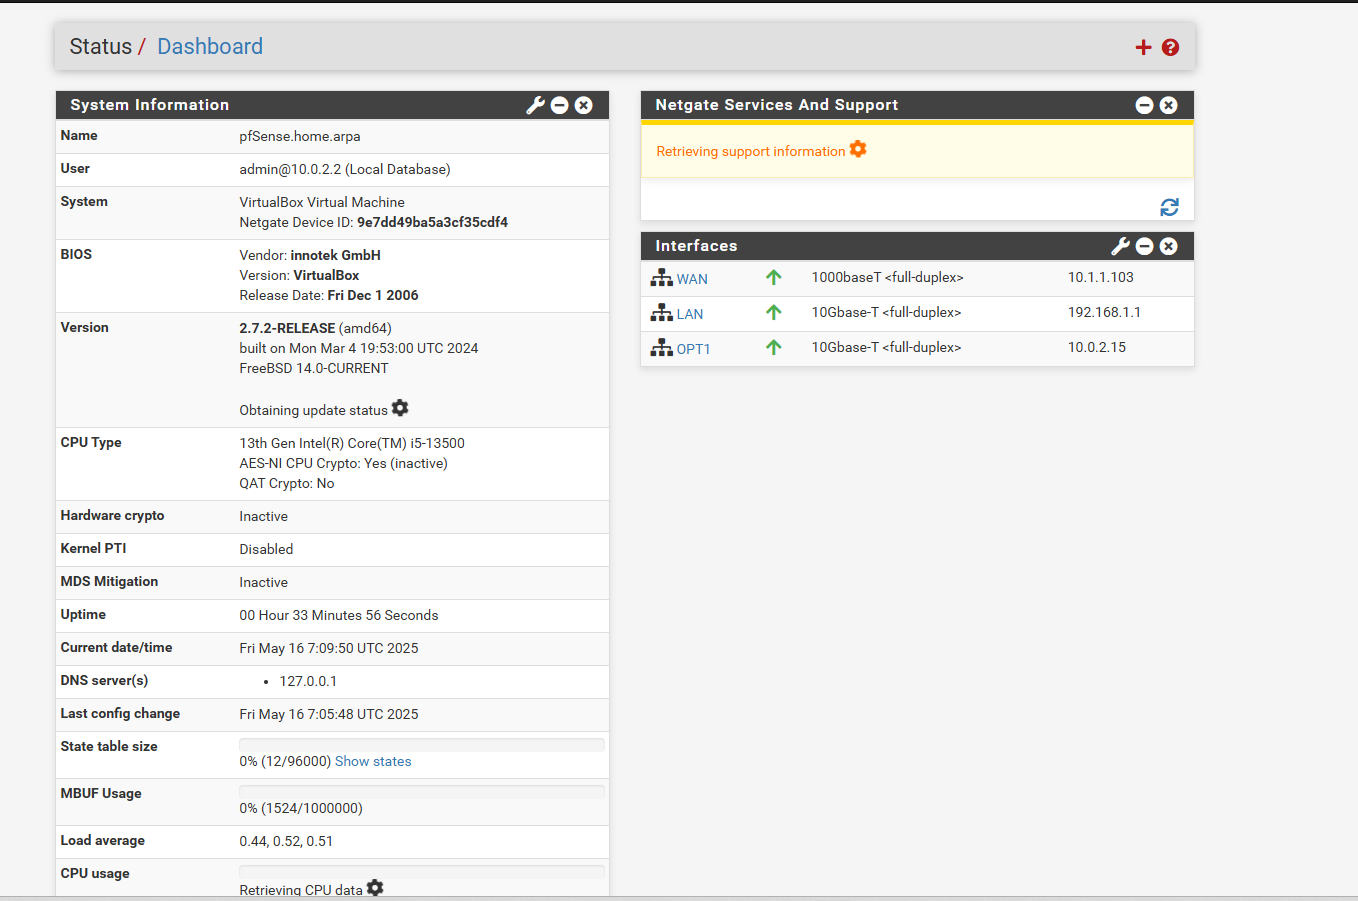 Status / Dashboard
System Information
Name pfSense.home.arpa
User admin@10.0.2.2 (Local Database)
System VirtualBox Virtual Machine
Netgate Device ID: 9e7dd49ba5a3cf35cdf4
BIOS Vendor: innotek GmbH
Version: VirtualBox
Release Date: Fri Dec 1 2006
Version 2.7.2-RELEASE (amd64)
built on Mon Mar 4 19:53:00 UTC 2024
FreeBSD 14.0-CURRENT
Obtaining update status
CPU Type 13th Gen Intel(R) Core(TM) i5-13500
AES-NI CPU Crypto: Yes (inactive)
QAT Crypto: No
Hardware crypto Inactive
Kernel PTI Disabled
MDS Mitigation Inactive
Uptime 00 Hour 33 Minutes 56 Seconds
Current date/time Fri May 16 7:09:50 UTC 2025
DNS server(s) • 127.0.0.1
Last config change Fri May 16 7:05:48 UTC 2025
State table size 0% (12/96000) Show states
MBUF Usage 0% (1524/1000000)
Load average 0.44, 0.52, 0.51
CPU usage Retrieving CPU data
Netgate Services And Support
Retrieving support information
Interfaces
WAN 1000baseT <full-duplex> 10.1.1.103
LAN 10Gbase-T <full-duplex> 192.168.1.1
OPT1 10Gbase-T <full-duplex> 10.0.2.15